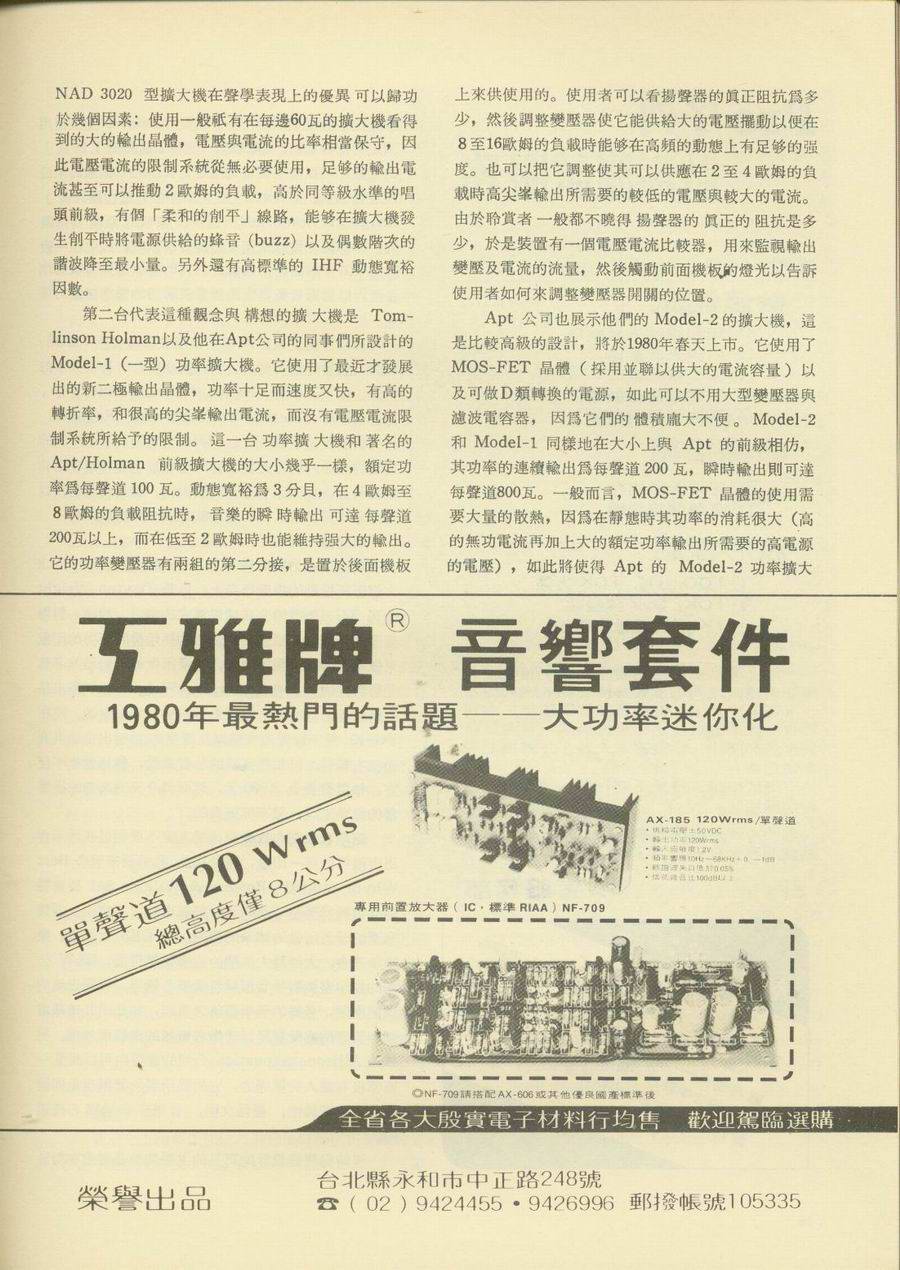 NAD 3020 型擴大機在聲學表現上的優異可以歸功
於幾個因素：使用一般祇有在每邊60瓦的擴大機看得
到的大的輸出晶體，電壓與電流的比率相當保守，因
此電壓電流的限制系統從無必要使用，足够的輸出電
流甚至可以推動2歐姆的負載，高於同等級水準的唱
頭前級，有個「柔和的削平」線路，能够在擴大機發
生削平時將電源供給的蜂音 (buzz) 以及偶數階次的
諧波降至最小量。另外還有高標準的 IHF 動態寬裕
因數。
第二台代表這種觀念與構想的擴大機是 Tom-
linson Holman以及他在Apt公司的同事們所設計的
Model-1（一型）功率擴大機。它使用了最近才發展
出的新二極輸出晶體，功率十足而速度又快，有高的
轉折率，和很高的尖峯輸出電流，而沒有電壓電流限
制系統所給予的限制。這一台功率擴大機和著名的
Apt/Holman 前級擴大機的大小幾乎一樣，額定功
率爲每聲道 100 瓦。動態寬裕爲3分貝，在4歐姆至
8歐姆的負載阻抗時，音樂的瞬時輸出可達每聲道
200瓦以上，而在低至2歐姆時也能維持强大的輸出。
它的功率變壓器有兩組的第二分接，是置於後面機板
上來供使用的。使用者可以看揚聲器的眞正阻抗爲多
少，然後調整變壓器使它能供給大的電壓擺動以便在
8至16歐姆的負載時能够在高頻的動態上有足够的强
度。也可以把它調整使其可以供應在2至4歐姆的負
載時高尖峯輸出所需要的較低的電壓與較大的電流。
由於聆賞者一般都不曉得揚聲器的眞正的阻抗是多
少，於是裝置有一個電壓電流比較器，用來監視輸出
變壓及電流的流量，然後觸動前面機板的燈光以告訴
使用者如何來調整變壓器開關的位置。
Apt 公司也展示他們的 Model-2 的擴大機，這
是比較高級的設計，將於1980年春天上市。它使用了
MOS-FET 晶體（採用並聯以供大的電流容量）以
及可做D類轉換的電源，如此可以不用大型變壓器與
濾波電容器，因爲它們的體積龐大不便。Model-2
和 Model-1 同樣地在大小上與 Apt 的前級相仿，
其功率的連續輸出爲每聲道 200 瓦，瞬時輸出則可達
每聲道800瓦。一般而言，MOS-FET 晶體的使用需
要大量的散熱，因爲在靜態時其功率的消耗很大（高
的無功電流再加上大的額定功率輸出所需要的高電源
的電壓），如此將使得 Apt 的 Model-2 功率擴大
工雅牌® 音響套件
1980年最熱門的話題——大功率迷你化
單聲道120 Wrms
總高度僅8公分
AX-185 120Wrms/單聲道
• 供給電壓±50VDC
• 輸出功率120Wrms
專用前置放大器（IC，標準RIAA）NF-709
◎NF-709請搭配AX-606或其他優良國產標準後
全省各大殷實電子材料行均售 歡迎駕臨選購
榮譽出品
台北縣永和市中正路248號
☎（02）9424455•9426996 郵撥帳號105335